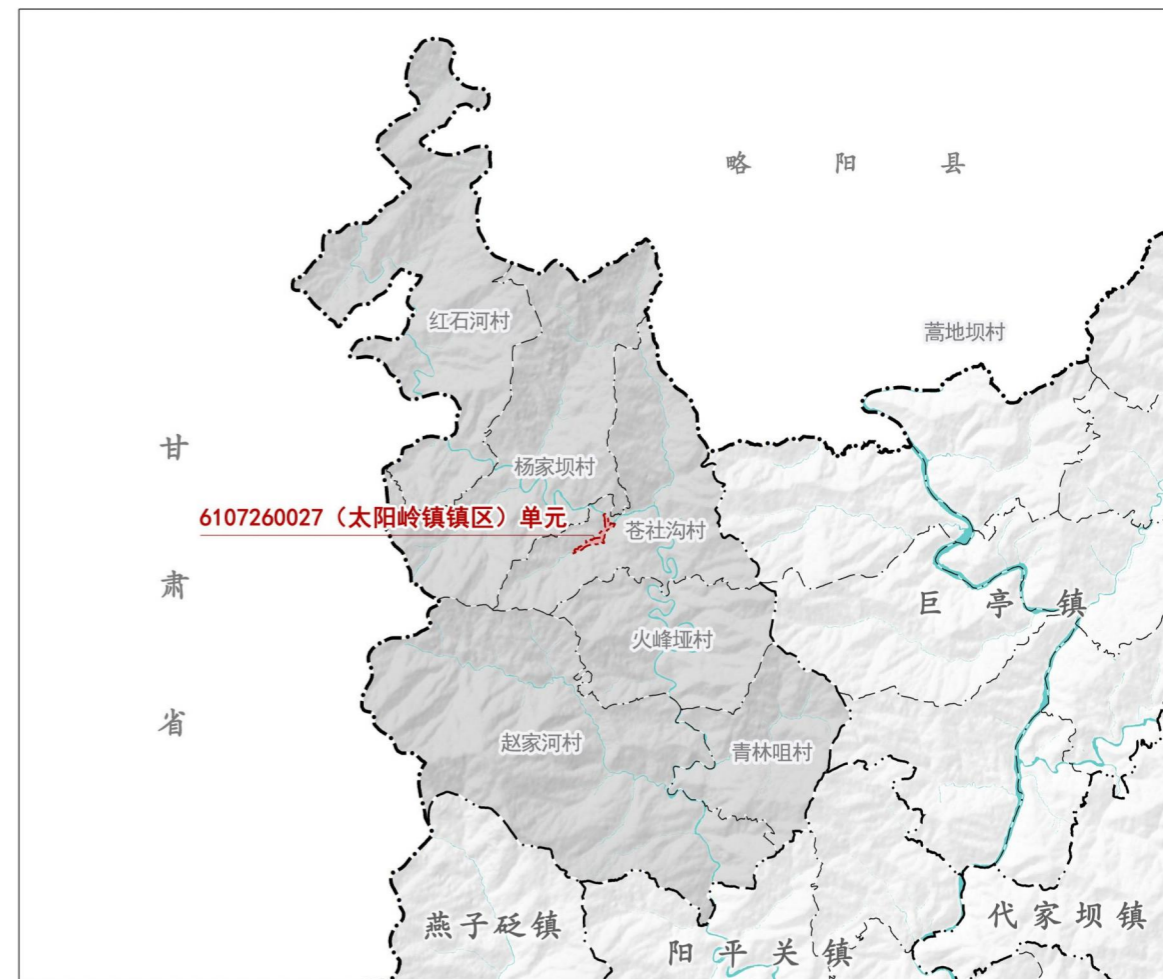 略阳县
红石河村
蒿地坝村
甘肃省
杨家坝村
6107260027（太阳岭镇镇区）单元
苍社沟村
巨亭镇
火峰垭村
赵家河村
青林咀村
燕子砭镇
代家坝镇
阳平关镇